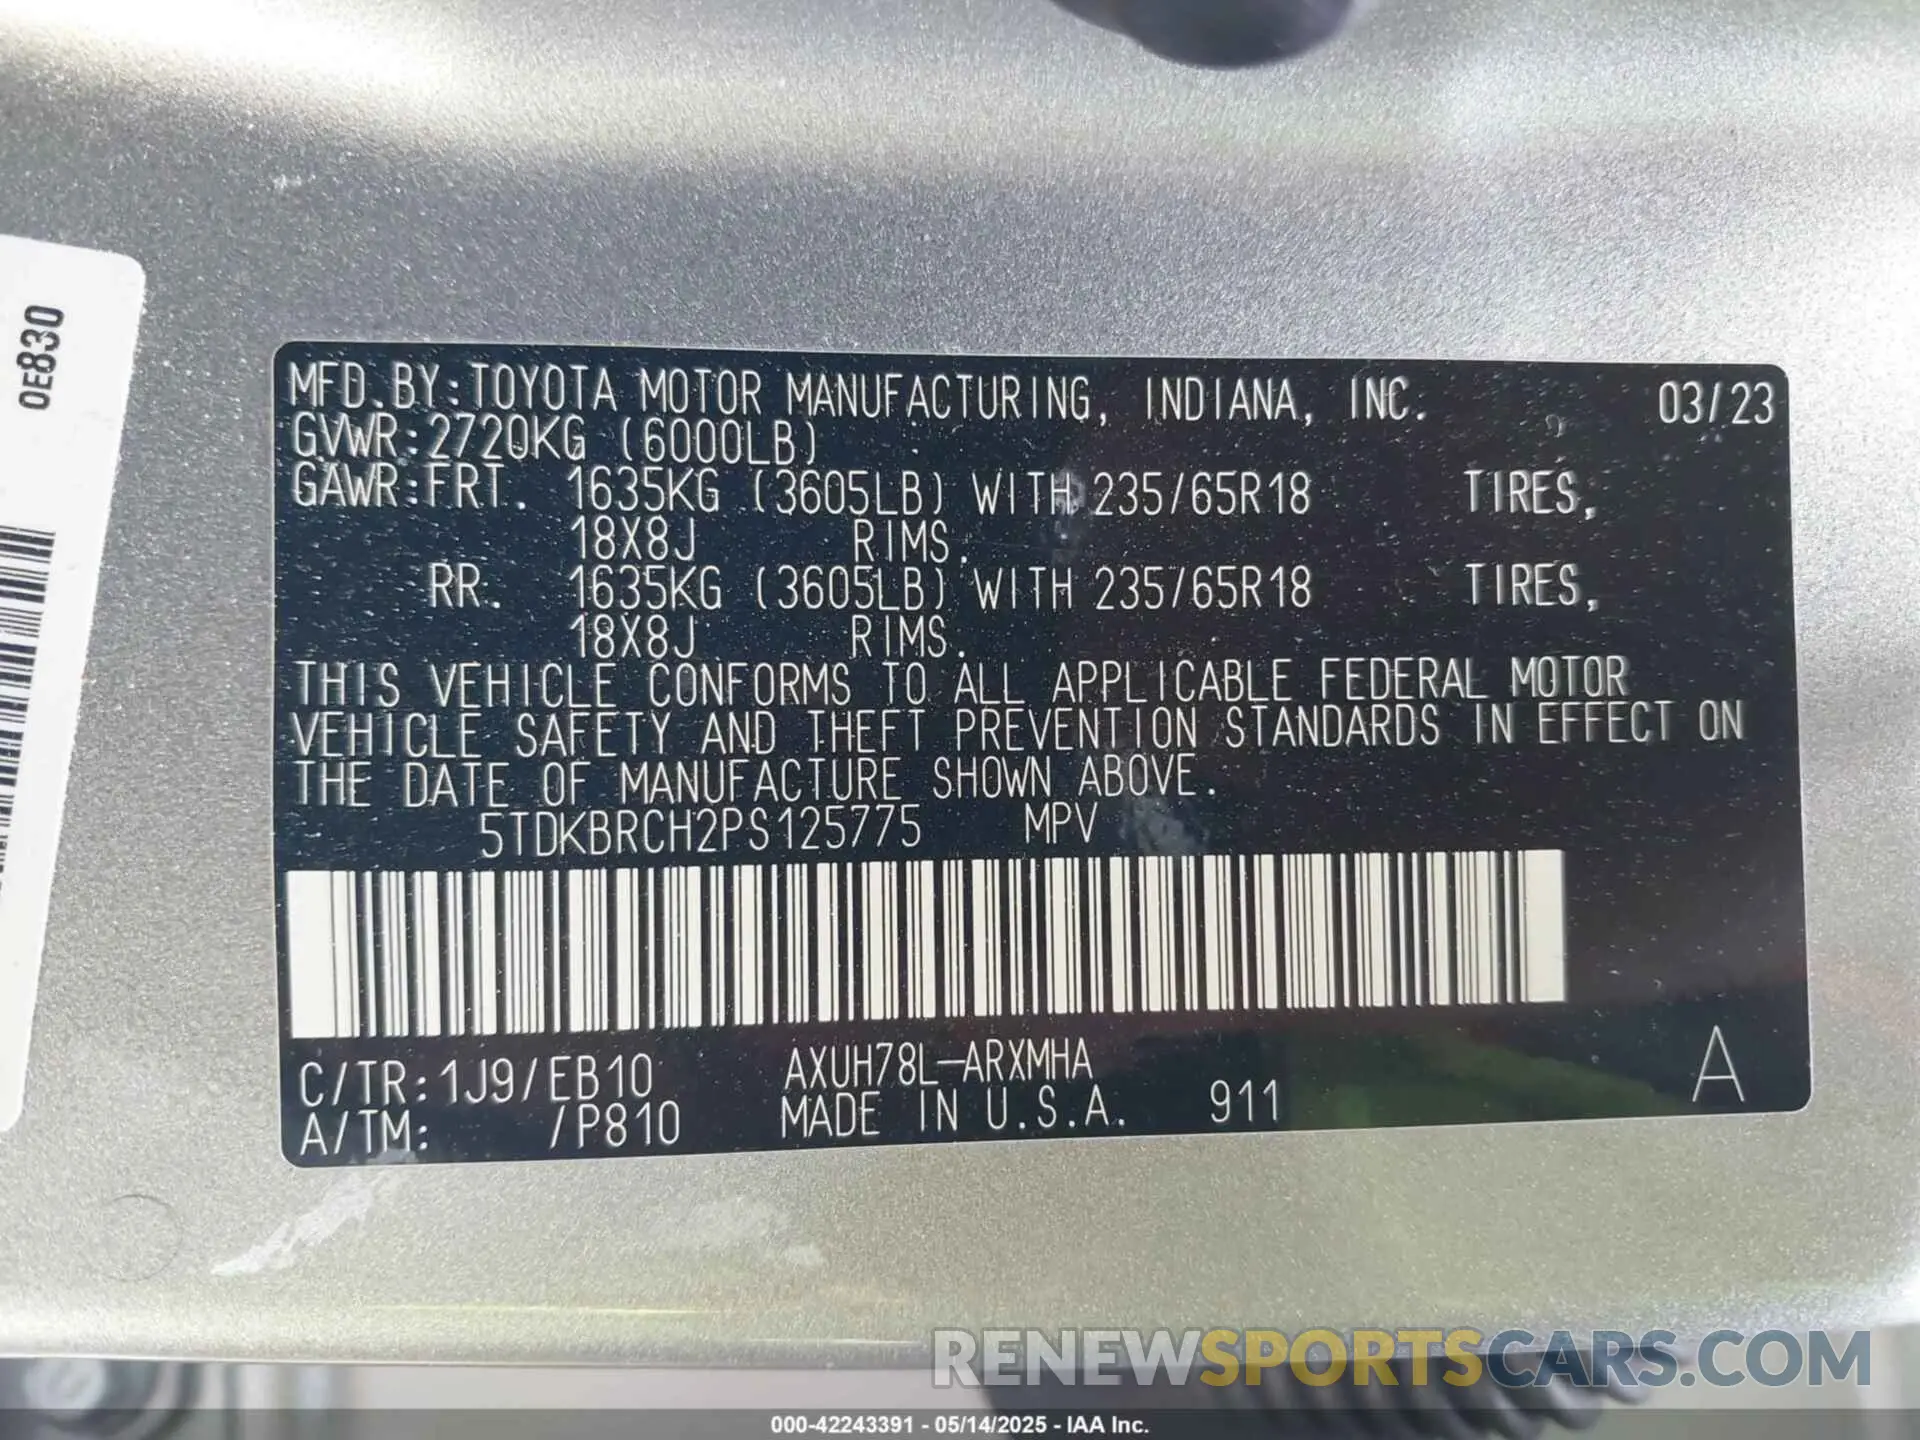 0E830
MFD. BY: TOYOTA MOTOR MANUFACTURING, INDIANA, INC. 03/23
GVWR: 2720KG (6000LB)
GAWR: FRT. 1635KG (3605LB) WITH 235/65R18 TIRES,
18X8J RIMS.
RR. 1635KG (3605LB) WITH 235/65R18 TIRES,
18X8J RIMS.
THIS VEHICLE CONFORMS TO ALL APPLICABLE FEDERAL MOTOR
VEHICLE SAFETY AND THEFT PREVENTION STANDARDS IN EFFECT ON
THE DATE OF MANUFACTURE SHOWN ABOVE.
5TDKBRCH2PS125775 MPV
C/TR: 1J9/EB10 AXUH78L-ARXMHA
A/TM: /P810 MADE IN U.S.A. 911 A
RENEWSPORTSCARS.COM
000-42243391 - 05/14/2025 - IAA Inc.